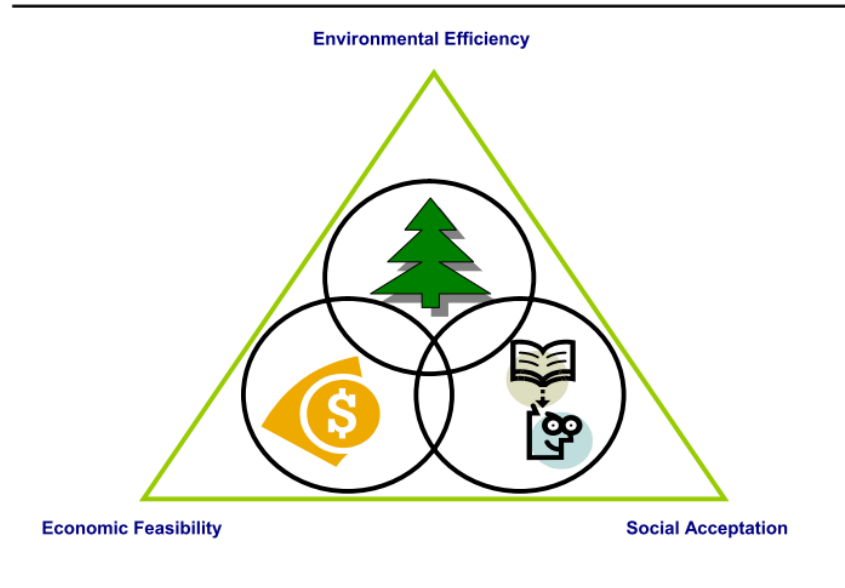 Environmental Efficiency
$
Economic Feasibility
Social Acceptation